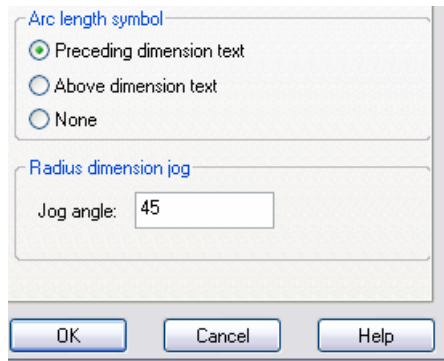 Arc length symbol
Preceding dimension text
Above dimension text
None
Radius dimension jog
Jog angle: 45
OK Cancel Help